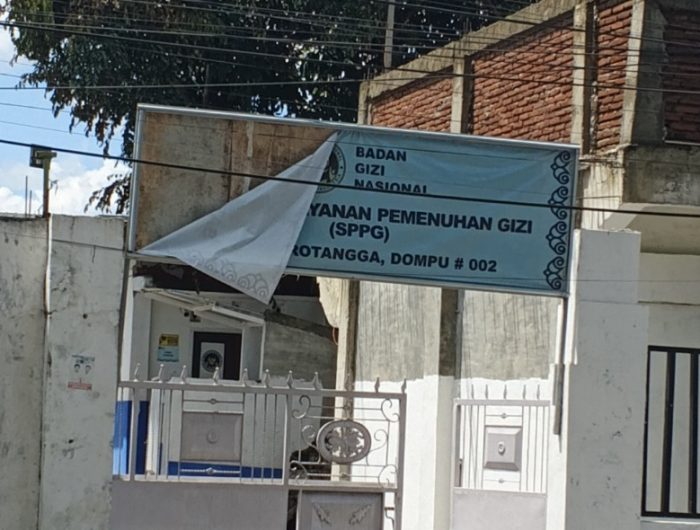 BADAN
GIZI
NASIONAL
YANAN PEMENUHAN GIZI
(SPPG)
ROTANGGA, DOMPU # 002